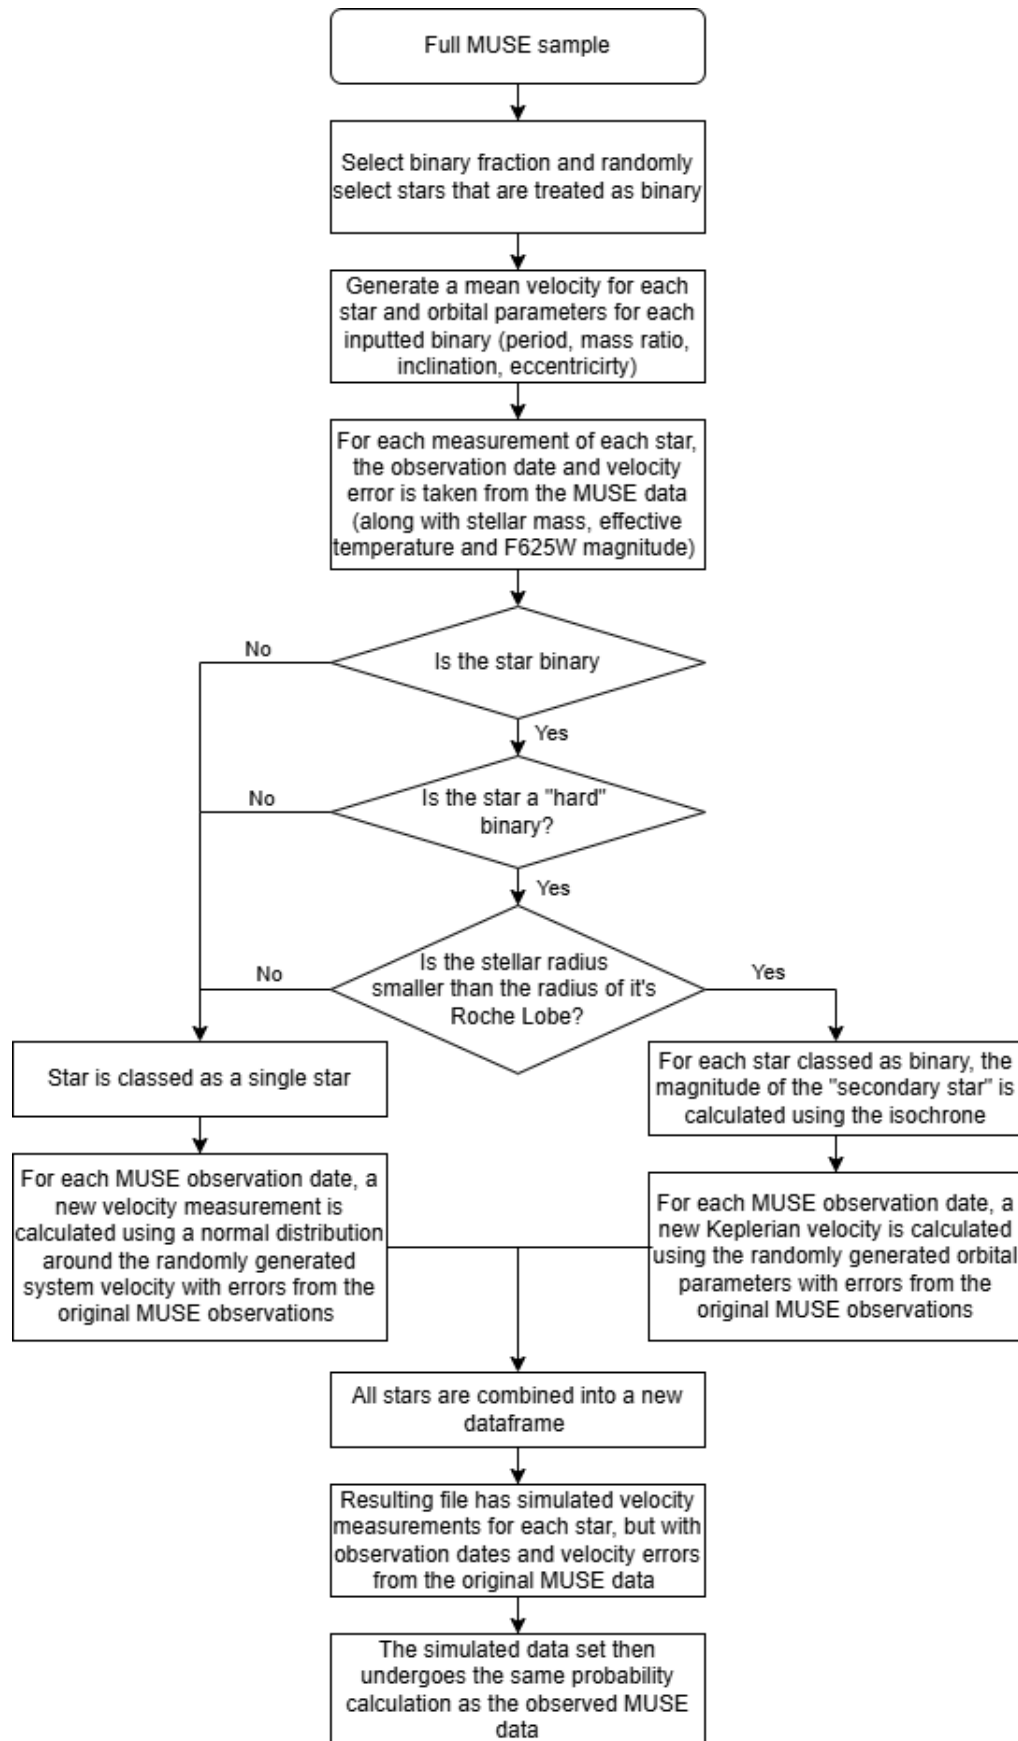 Full MUSE sample
Select binary fraction and randomly
select stars that are treated as binary
Generate a mean velocity for each
star and orbital parameters for each
inputted binary (period, mass ratio,
inclination, eccentricirty)
For each measurement of each star,
the observation date and velocity
error is taken from the MUSE data
(along with stellar mass, effective
temperature and F625W magnitude)
No
Is the star binary
Yes
No
Is the star a "hard"
binary?
Yes
No
Is the stellar radius
smaller than the radius of it's
Roche Lobe?
Yes
Star is classed as a single star
For each star classed as binary, the
magnitude of the "secondary star" is
calculated using the isochrone
For each MUSE observation date, a
new velocity measurement is
calculated using a normal distribution
around the randomly generated
system velocity with errors from the
original MUSE observations
For each MUSE observation date, a
new Keplerian velocity is calculated
using the randomly generated orbital
parameters with errors from the
original MUSE observations
All stars are combined into a new
dataframe
Resulting file has simulated velocity
measurements for each star, but with
observation dates and velocity errors
from the original MUSE data
The simulated data set then
undergoes the same probability
calculation as the observed MUSE
data